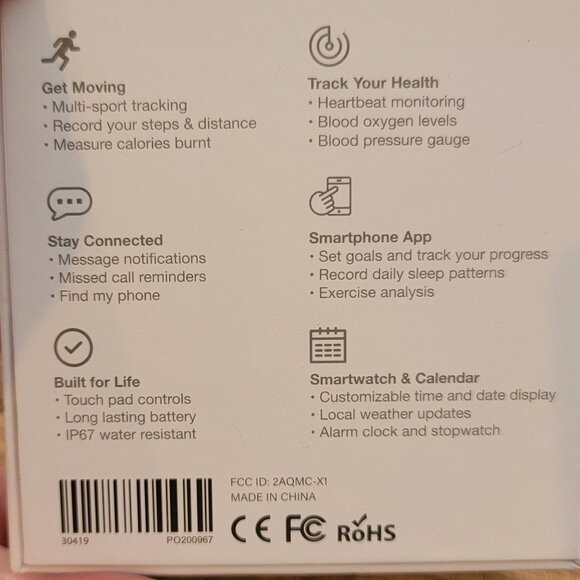 Get Moving
· Multi-sport tracking
· Record your steps & distance
· Measure calories burnt
Track Your Health
· Heartbeat monitoring
· Blood oxygen levels
· Blood pressure gauge
Stay Connected
· Message notifications
· Missed call reminders
· Find my phone
Smartphone App
· Set goals and track your progress
· Record daily sleep patterns
· Exercise analysis
Built for Life
· Touch pad controls
· Long lasting battery
· IP67 water resistant
Smartwatch & Calendar
· Customizable time and date display
· Local weather updates
· Alarm clock and stopwatch
30419 PO200967
FCC ID: 2AQMC-X1
MADE IN CHINA
CE FC RoHS